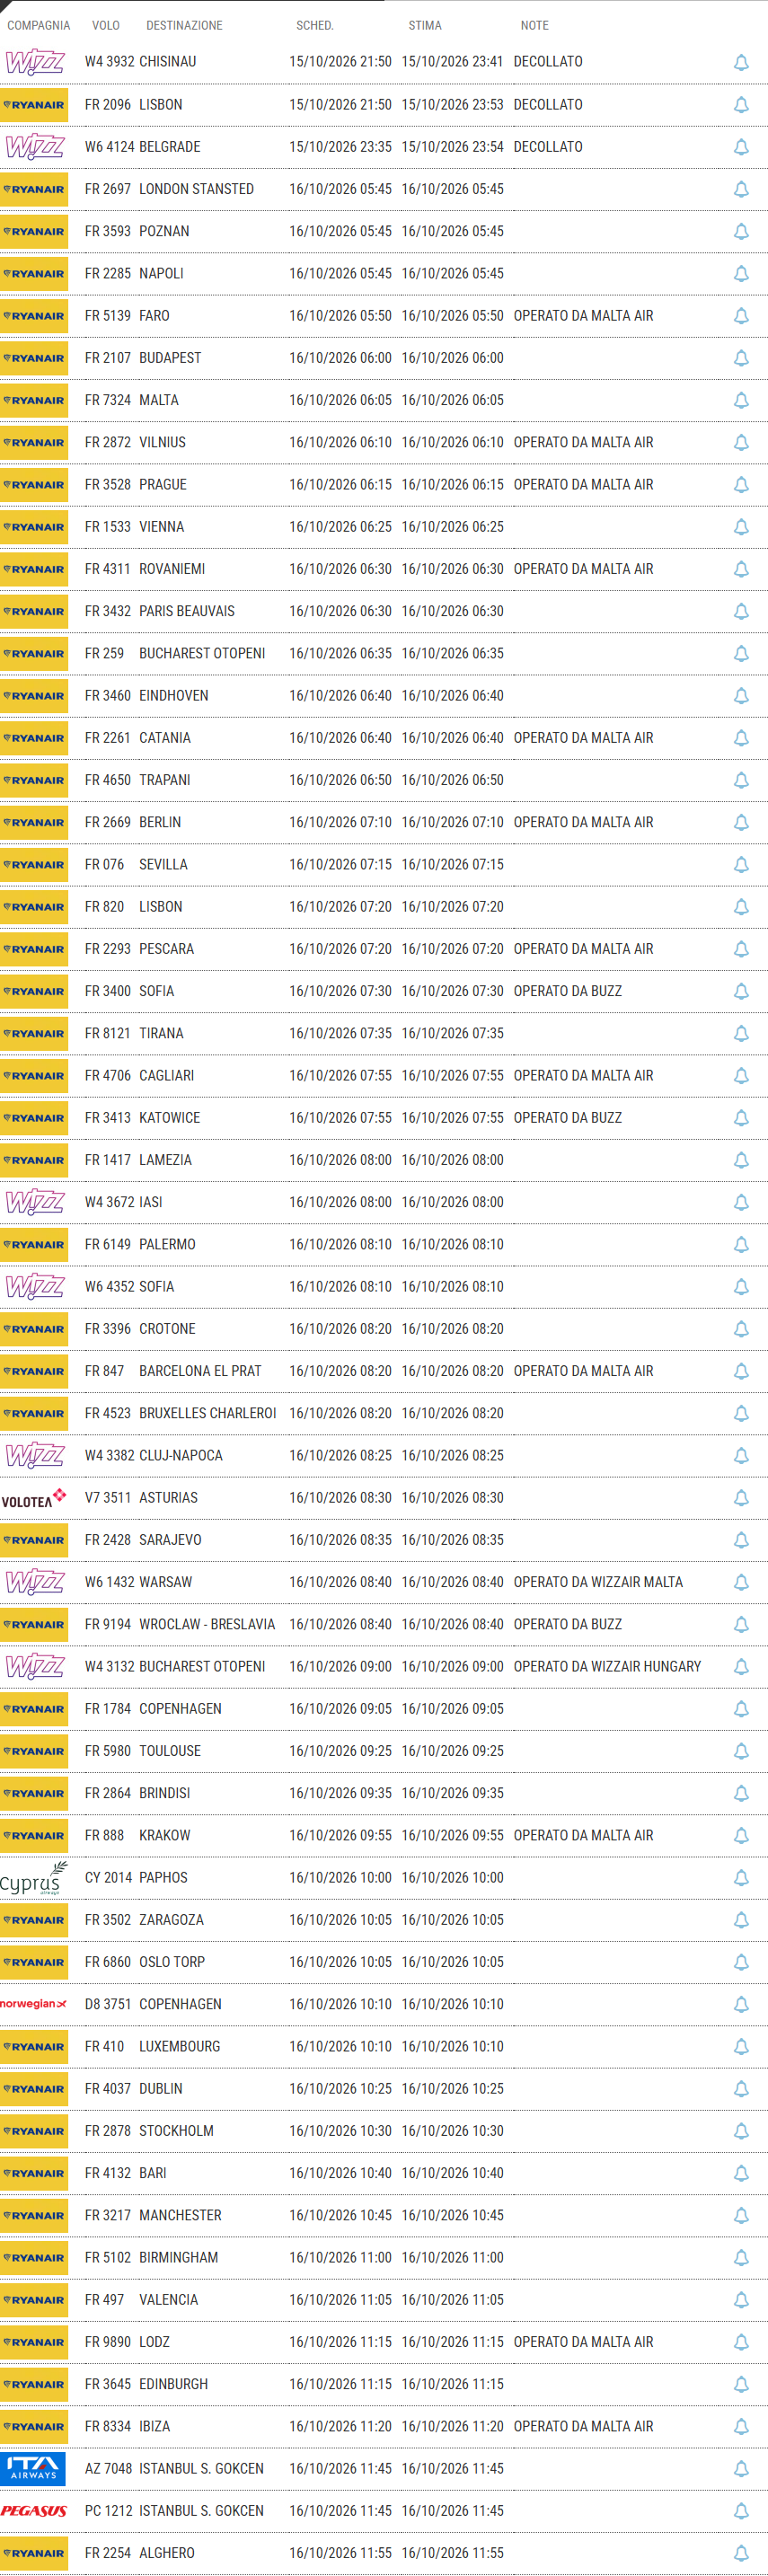 COMPAGNIA VOLO DESTINAZIONE SCHED. STIMA NOTE
WIZZ W4 3932 CHISINAU 15/10/2026 21:50 15/10/2026 23:41 DECOLLATO
RYANAIR FR 2096 LISBON 15/10/2026 21:50 15/10/2026 23:53 DECOLLATO
WIZZ W6 4124 BELGRADE 15/10/2026 23:35 15/10/2026 23:54 DECOLLATO
RYANAIR FR 2697 LONDON STANSTED 16/10/2026 05:45 16/10/2026 05:45
RYANAIR FR 3593 POZNAN 16/10/2026 05:45 16/10/2026 05:45
RYANAIR FR 2285 NAPOLI 16/10/2026 05:45 16/10/2026 05:45
RYANAIR FR 5139 FARO 16/10/2026 05:50 16/10/2026 05:50 OPERATO DA MALTA AIR
RYANAIR FR 2107 BUDAPEST 16/10/2026 06:00 16/10/2026 06:00
RYANAIR FR 7324 MALTA 16/10/2026 06:05 16/10/2026 06:05
RYANAIR FR 2872 VILNIUS 16/10/2026 06:10 16/10/2026 06:10 OPERATO DA MALTA AIR
RYANAIR FR 3528 PRAGUE 16/10/2026 06:15 16/10/2026 06:15 OPERATO DA MALTA AIR
RYANAIR FR 1533 VIENNA 16/10/2026 06:25 16/10/2026 06:25
RYANAIR FR 4311 ROVANIEMI 16/10/2026 06:30 16/10/2026 06:30 OPERATO DA MALTA AIR
RYANAIR FR 3432 PARIS BEAUVAIS 16/10/2026 06:30 16/10/2026 06:30
RYANAIR FR 259 BUCHAREST OTOPENI 16/10/2026 06:35 16/10/2026 06:35
RYANAIR FR 3460 EINDHOVEN 16/10/2026 06:40 16/10/2026 06:40
RYANAIR FR 2261 CATANIA 16/10/2026 06:40 16/10/2026 06:40 OPERATO DA MALTA AIR
RYANAIR FR 4650 TRAPANI 16/10/2026 06:50 16/10/2026 06:50
RYANAIR FR 2669 BERLIN 16/10/2026 07:10 16/10/2026 07:10 OPERATO DA MALTA AIR
RYANAIR FR 076 SEVILLA 16/10/2026 07:15 16/10/2026 07:15
RYANAIR FR 820 LISBON 16/10/2026 07:20 16/10/2026 07:20
RYANAIR FR 2293 PESCARA 16/10/2026 07:20 16/10/2026 07:20 OPERATO DA MALTA AIR
RYANAIR FR 3400 SOFIA 16/10/2026 07:30 16/10/2026 07:30 OPERATO DA BUZZ
RYANAIR FR 8121 TIRANA 16/10/2026 07:35 16/10/2026 07:35
RYANAIR FR 4706 CAGLIARI 16/10/2026 07:55 16/10/2026 07:55 OPERATO DA MALTA AIR
RYANAIR FR 3413 KATOWICE 16/10/2026 07:55 16/10/2026 07:55 OPERATO DA BUZZ
RYANAIR FR 1417 LAMEZIA 16/10/2026 08:00 16/10/2026 08:00
WIZZ W4 3672 IASI 16/10/2026 08:00 16/10/2026 08:00
RYANAIR FR 6149 PALERMO 16/10/2026 08:10 16/10/2026 08:10
WIZZ W6 4352 SOFIA 16/10/2026 08:10 16/10/2026 08:10
RYANAIR FR 3396 CROTONE 16/10/2026 08:20 16/10/2026 08:20
RYANAIR FR 847 BARCELONA EL PRAT 16/10/2026 08:20 16/10/2026 08:20 OPERATO DA MALTA AIR
RYANAIR FR 4523 BRUXELLES CHARLEROI 16/10/2026 08:20 16/10/2026 08:20
WIZZ W4 3382 CLUJ-NAPOCA 16/10/2026 08:25 16/10/2026 08:25
VOLOTEA V7 3511 ASTURIAS 16/10/2026 08:30 16/10/2026 08:30
RYANAIR FR 2428 SARAJEVO 16/10/2026 08:35 16/10/2026 08:35
WIZZ W6 1432 WARSAW 16/10/2026 08:40 16/10/2026 08:40 OPERATO DA WIZZAIR MALTA
RYANAIR FR 9194 WROCLAW - BRESLAVIA 16/10/2026 08:40 16/10/2026 08:40 OPERATO DA BUZZ
WIZZ W4 3132 BUCHAREST OTOPENI 16/10/2026 09:00 16/10/2026 09:00 OPERATO DA WIZZAIR HUNGARY
RYANAIR FR 1784 COPENHAGEN 16/10/2026 09:05 16/10/2026 09:05
RYANAIR FR 5980 TOULOUSE 16/10/2026 09:25 16/10/2026 09:25
RYANAIR FR 2864 BRINDISI 16/10/2026 09:35 16/10/2026 09:35
RYANAIR FR 888 KRAKOW 16/10/2026 09:55 16/10/2026 09:55 OPERATO DA MALTA AIR
cyprus airways CY 2014 PAPHOS 16/10/2026 10:00 16/10/2026 10:00
RYANAIR FR 3502 ZARAGOZA 16/10/2026 10:05 16/10/2026 10:05
RYANAIR FR 6860 OSLO TORP 16/10/2026 10:05 16/10/2026 10:05
norwegian D8 3751 COPENHAGEN 16/10/2026 10:10 16/10/2026 10:10
RYANAIR FR 410 LUXEMBOURG 16/10/2026 10:10 16/10/2026 10:10
RYANAIR FR 4037 DUBLIN 16/10/2026 10:25 16/10/2026 10:25
RYANAIR FR 2878 STOCKHOLM 16/10/2026 10:30 16/10/2026 10:30
RYANAIR FR 4132 BARI 16/10/2026 10:40 16/10/2026 10:40
RYANAIR FR 3217 MANCHESTER 16/10/2026 10:45 16/10/2026 10:45
RYANAIR FR 5102 BIRMINGHAM 16/10/2026 11:00 16/10/2026 11:00
RYANAIR FR 497 VALENCIA 16/10/2026 11:05 16/10/2026 11:05
RYANAIR FR 9890 LODZ 16/10/2026 11:15 16/10/2026 11:15 OPERATO DA MALTA AIR
RYANAIR FR 3645 EDINBURGH 16/10/2026 11:15 16/10/2026 11:15
RYANAIR FR 8334 IBIZA 16/10/2026 11:20 16/10/2026 11:20 OPERATO DA MALTA AIR
ITA AIRWAYS AZ 7048 ISTANBUL S. GOKCEN 16/10/2026 11:45 16/10/2026 11:45
PEGASUS PC 1212 ISTANBUL S. GOKCEN 16/10/2026 11:45 16/10/2026 11:45
RYANAIR FR 2254 ALGHERO 16/10/2026 11:55 16/10/2026 11:55